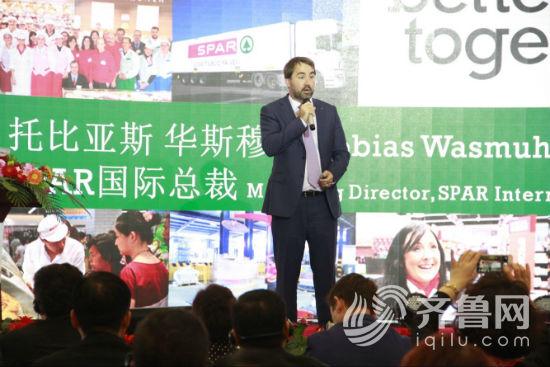 bette
toge
SPAR
托比亚斯 华斯穆 bias Wasmuh
AR国际总裁 M Director, SPAR Intern
齐鲁网
iqilu.com